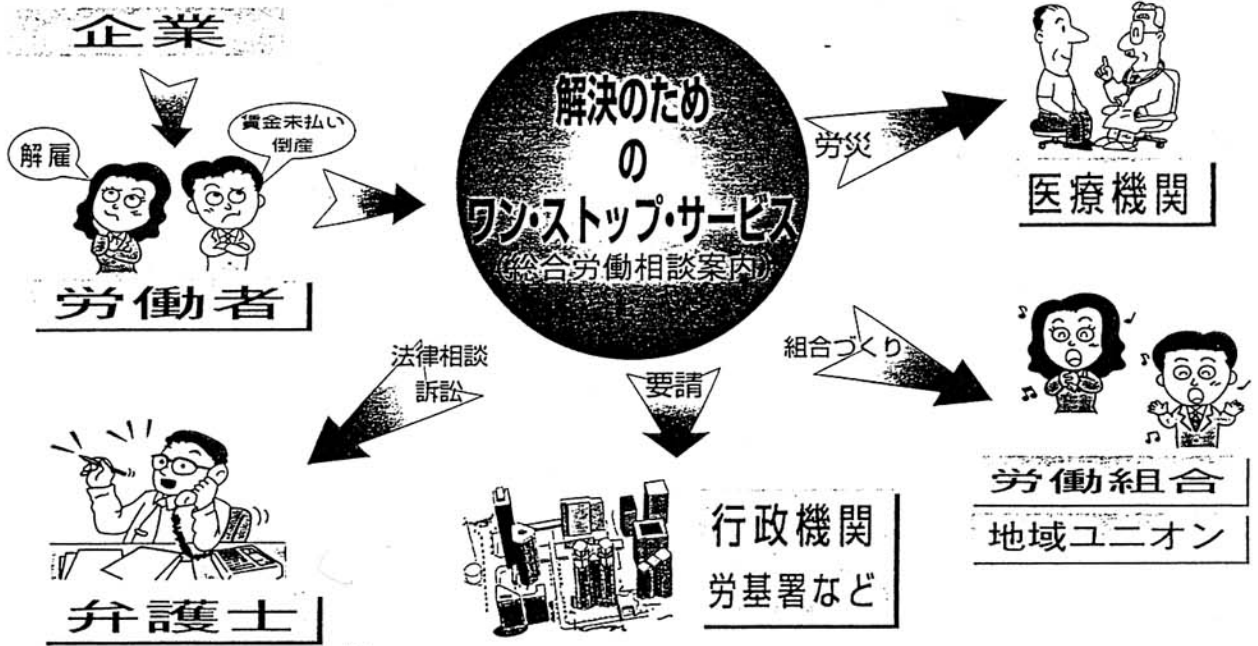 企業
解雇
賃金未払い
倒産
労働者
解決のため
の
ワン・ストップ・サービス
(総合労働相談案内)
労災
医療機関
組合づくり
労働組合
地域ユニオン
要請
行政機関
労基署など
法律相談
訴訟
弁護士